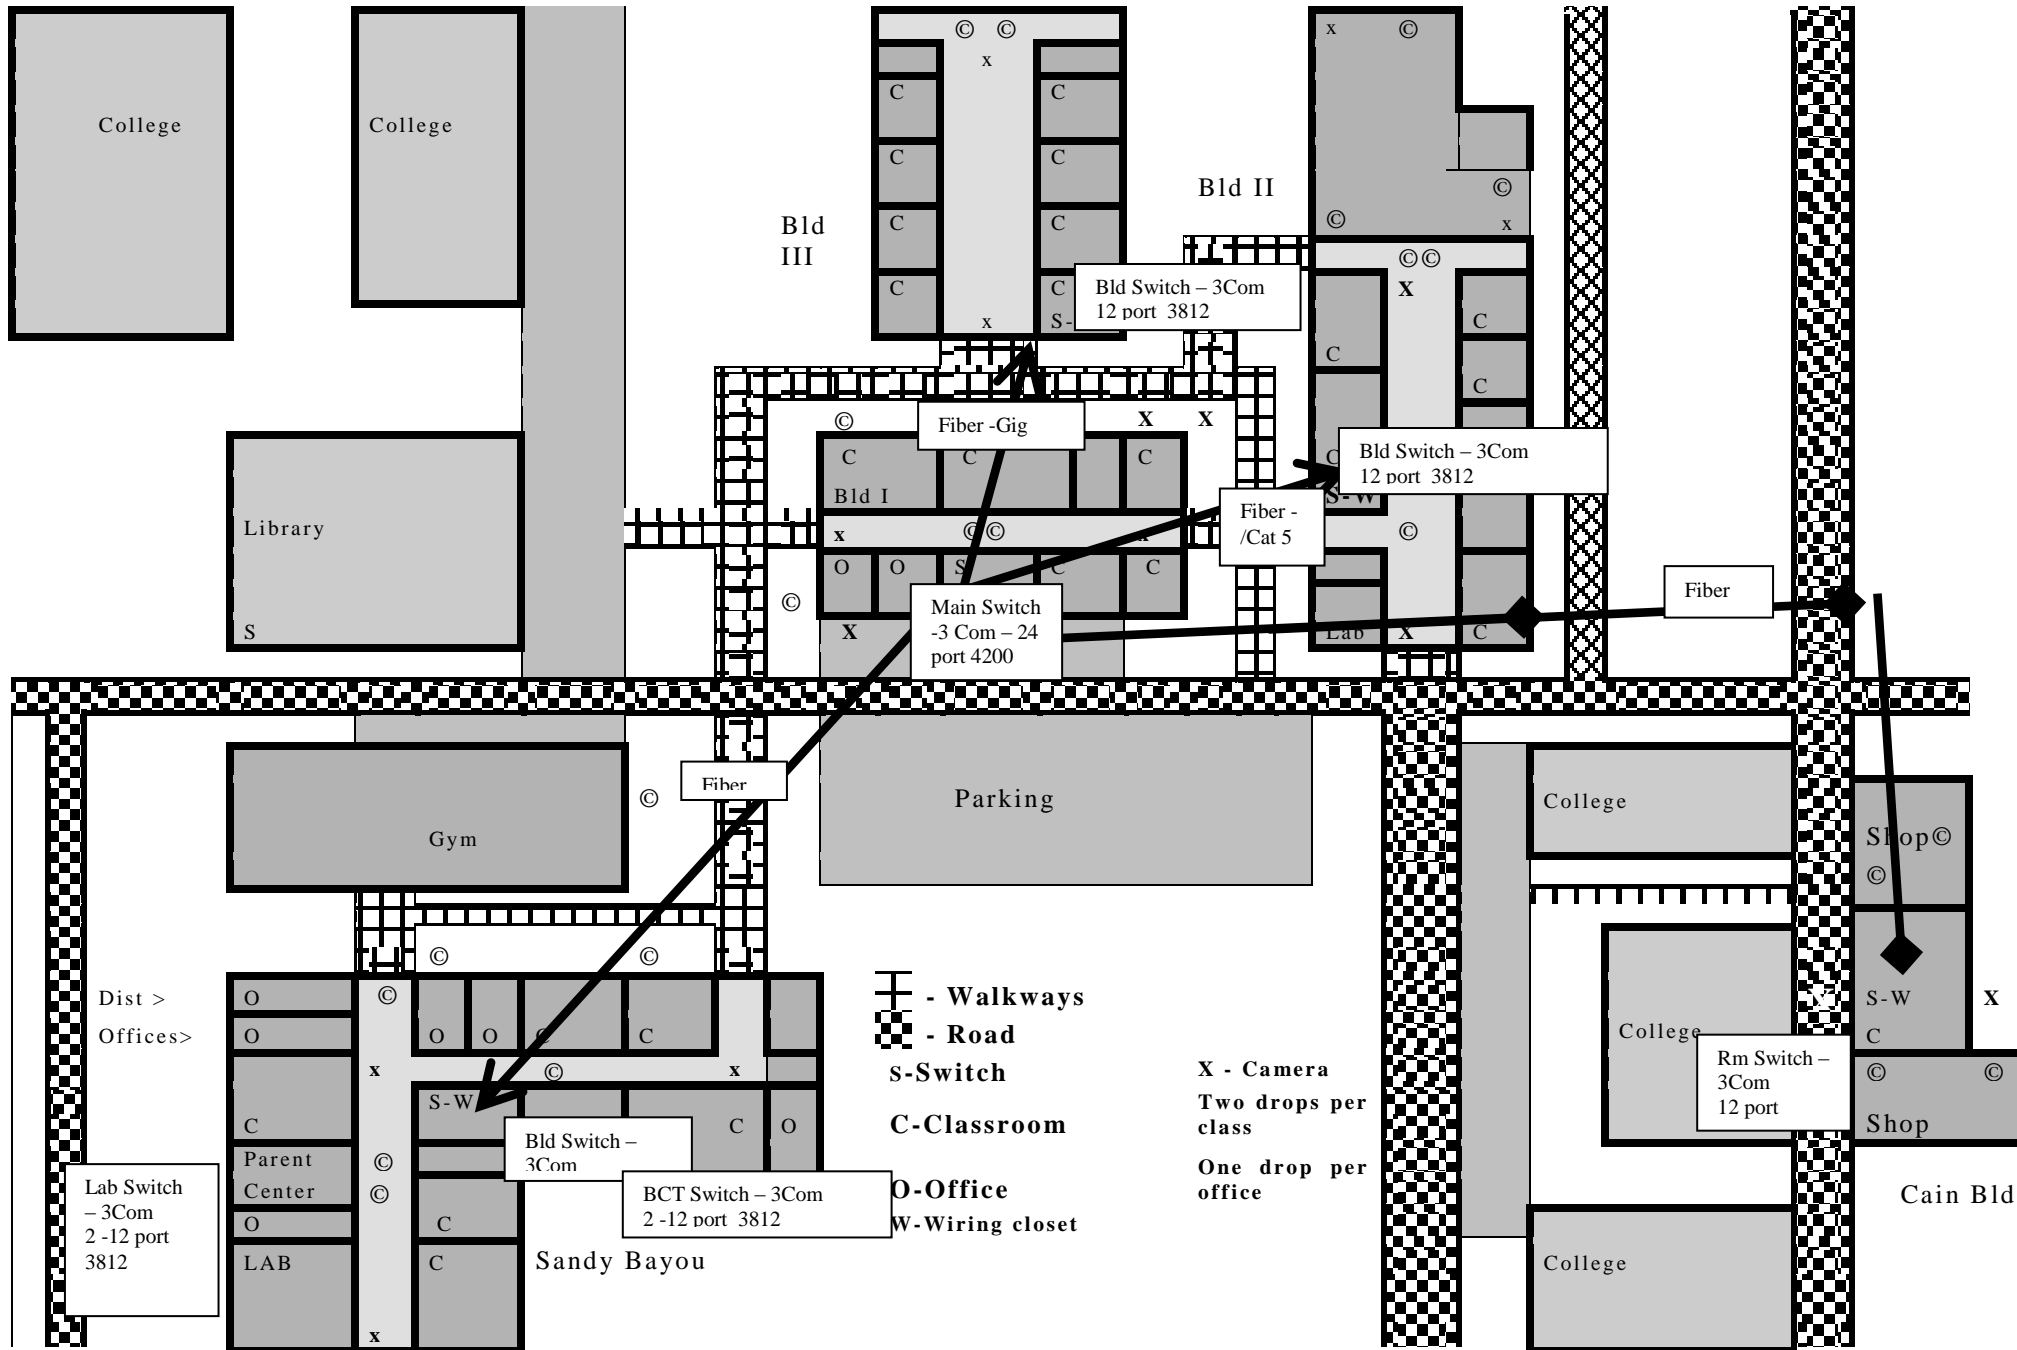 © ©
x
x ©
College
College
C C
C C
C C
C C
S-
x
Bld
III
Bld II
©
© x
©©
X
Bld Switch – 3Com
12 port 3812
C
C
C
©
Fiber -Gig
X X
C C C
Bld I
C
S-W
Bld Switch – 3Com
12 port 3812
Fiber -
/Cat 5
Library
S
x ©© x
©
O O S C C
©
X
Main Switch
-3 Com – 24
port 4200
Lab X C
Fiber
Fiber
©
Gym
Parking
College
Shop©
©
© ©
Dist >
Offices>
O
O
©
O O C C
x © x
C
S-W
C O
Parent
Center
©
©
O
LAB
C
C
x
Bld Switch –
3Com
BCT Switch – 3Com
2 -12 port 3812
Lab Switch
– 3Com
2 -12 port
3812
Sandy Bayou
- Walkways
- Road
S-Switch
C-Classroom
O-Office
W-Wiring closet
X - Camera
Two drops per
class
One drop per
office
College
X
S-W
C
X
Rm Switch –
3Com
12 port
© ©
Shop
Cain Bld
College